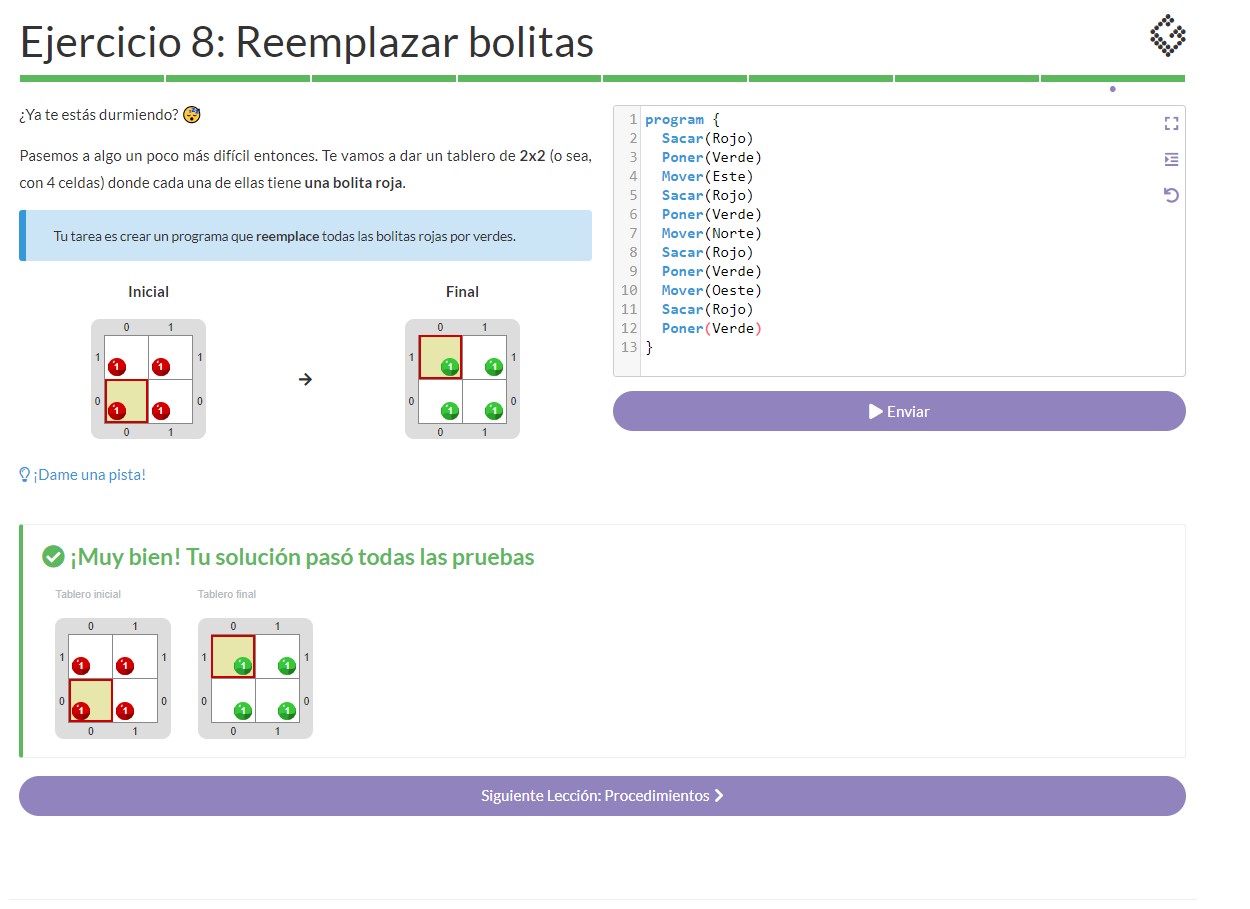 Ejercicio 8: Reemplazar bolitas
¿Ya te estás durmiendo? 😴
Pasemos a algo un poco más difícil entonces. Te vamos a dar un tablero de 2x2 (o sea,
con 4 celdas) donde cada una de ellas tiene una bolita roja.
Tu tarea es crear un programa que reemplace todas las bolitas rojas por verdes.
Inicial
0 1
1 1 1 1
0 1 1 0
0 1
→
Final
0 1
1 1 1 1
0 1 1 0
0 1
¡Dame una pista!
1 program {
2 Sacar(Rojo)
3 Poner(Verde)
4 Mover(Este)
5 Sacar(Rojo)
6 Poner(Verde)
7 Mover(Norte)
8 Sacar(Rojo)
9 Poner(Verde)
10 Mover(Oeste)
11 Sacar(Rojo)
12 Poner(Verde)
13 }
Enviar
¡Muy bien! Tu solución pasó todas las pruebas
Tablero inicial
0 1
1 1 1 1
0 1 1 0
0 1
Tablero final
0 1
1 1 1 1
0 1 1 0
0 1
Siguiente Lección: Procedimientos